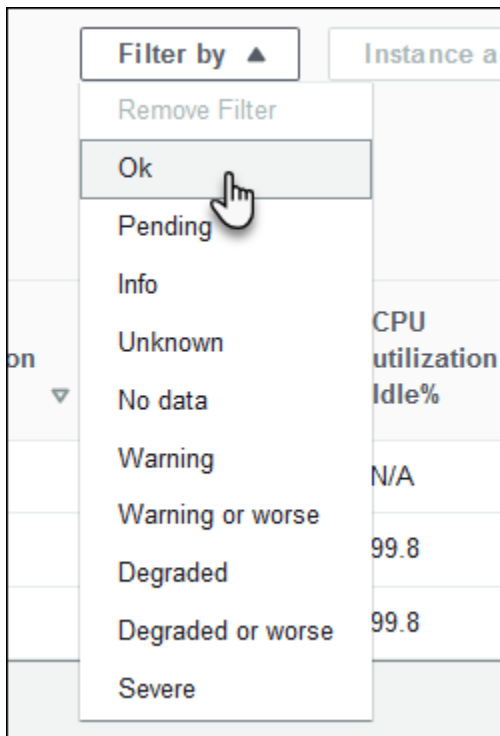 Filter by ▲
Instance a
Remove Filter
Ok
Pending
Info
Unknown
No data
Warning
Warning or worse
Degraded
Degraded or worse
Severe
on
CPU
utilization
Idle%
N/A
99.8
99.8